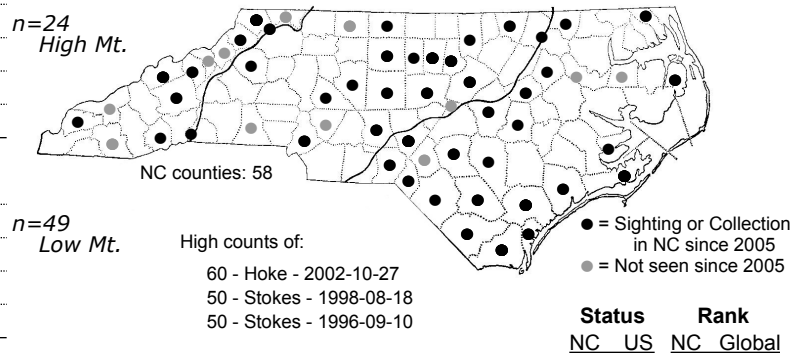 n=24
High Mt.
NC counties: 58
n=49
Low Mt.
High counts of:
60 - Hoke - 2002-10-27
50 - Stokes - 1998-08-18
50 - Stokes - 1996-09-10
= Sighting or Collection
in NC since 2005
= Not seen since 2005
Status Rank
NC US NC Global